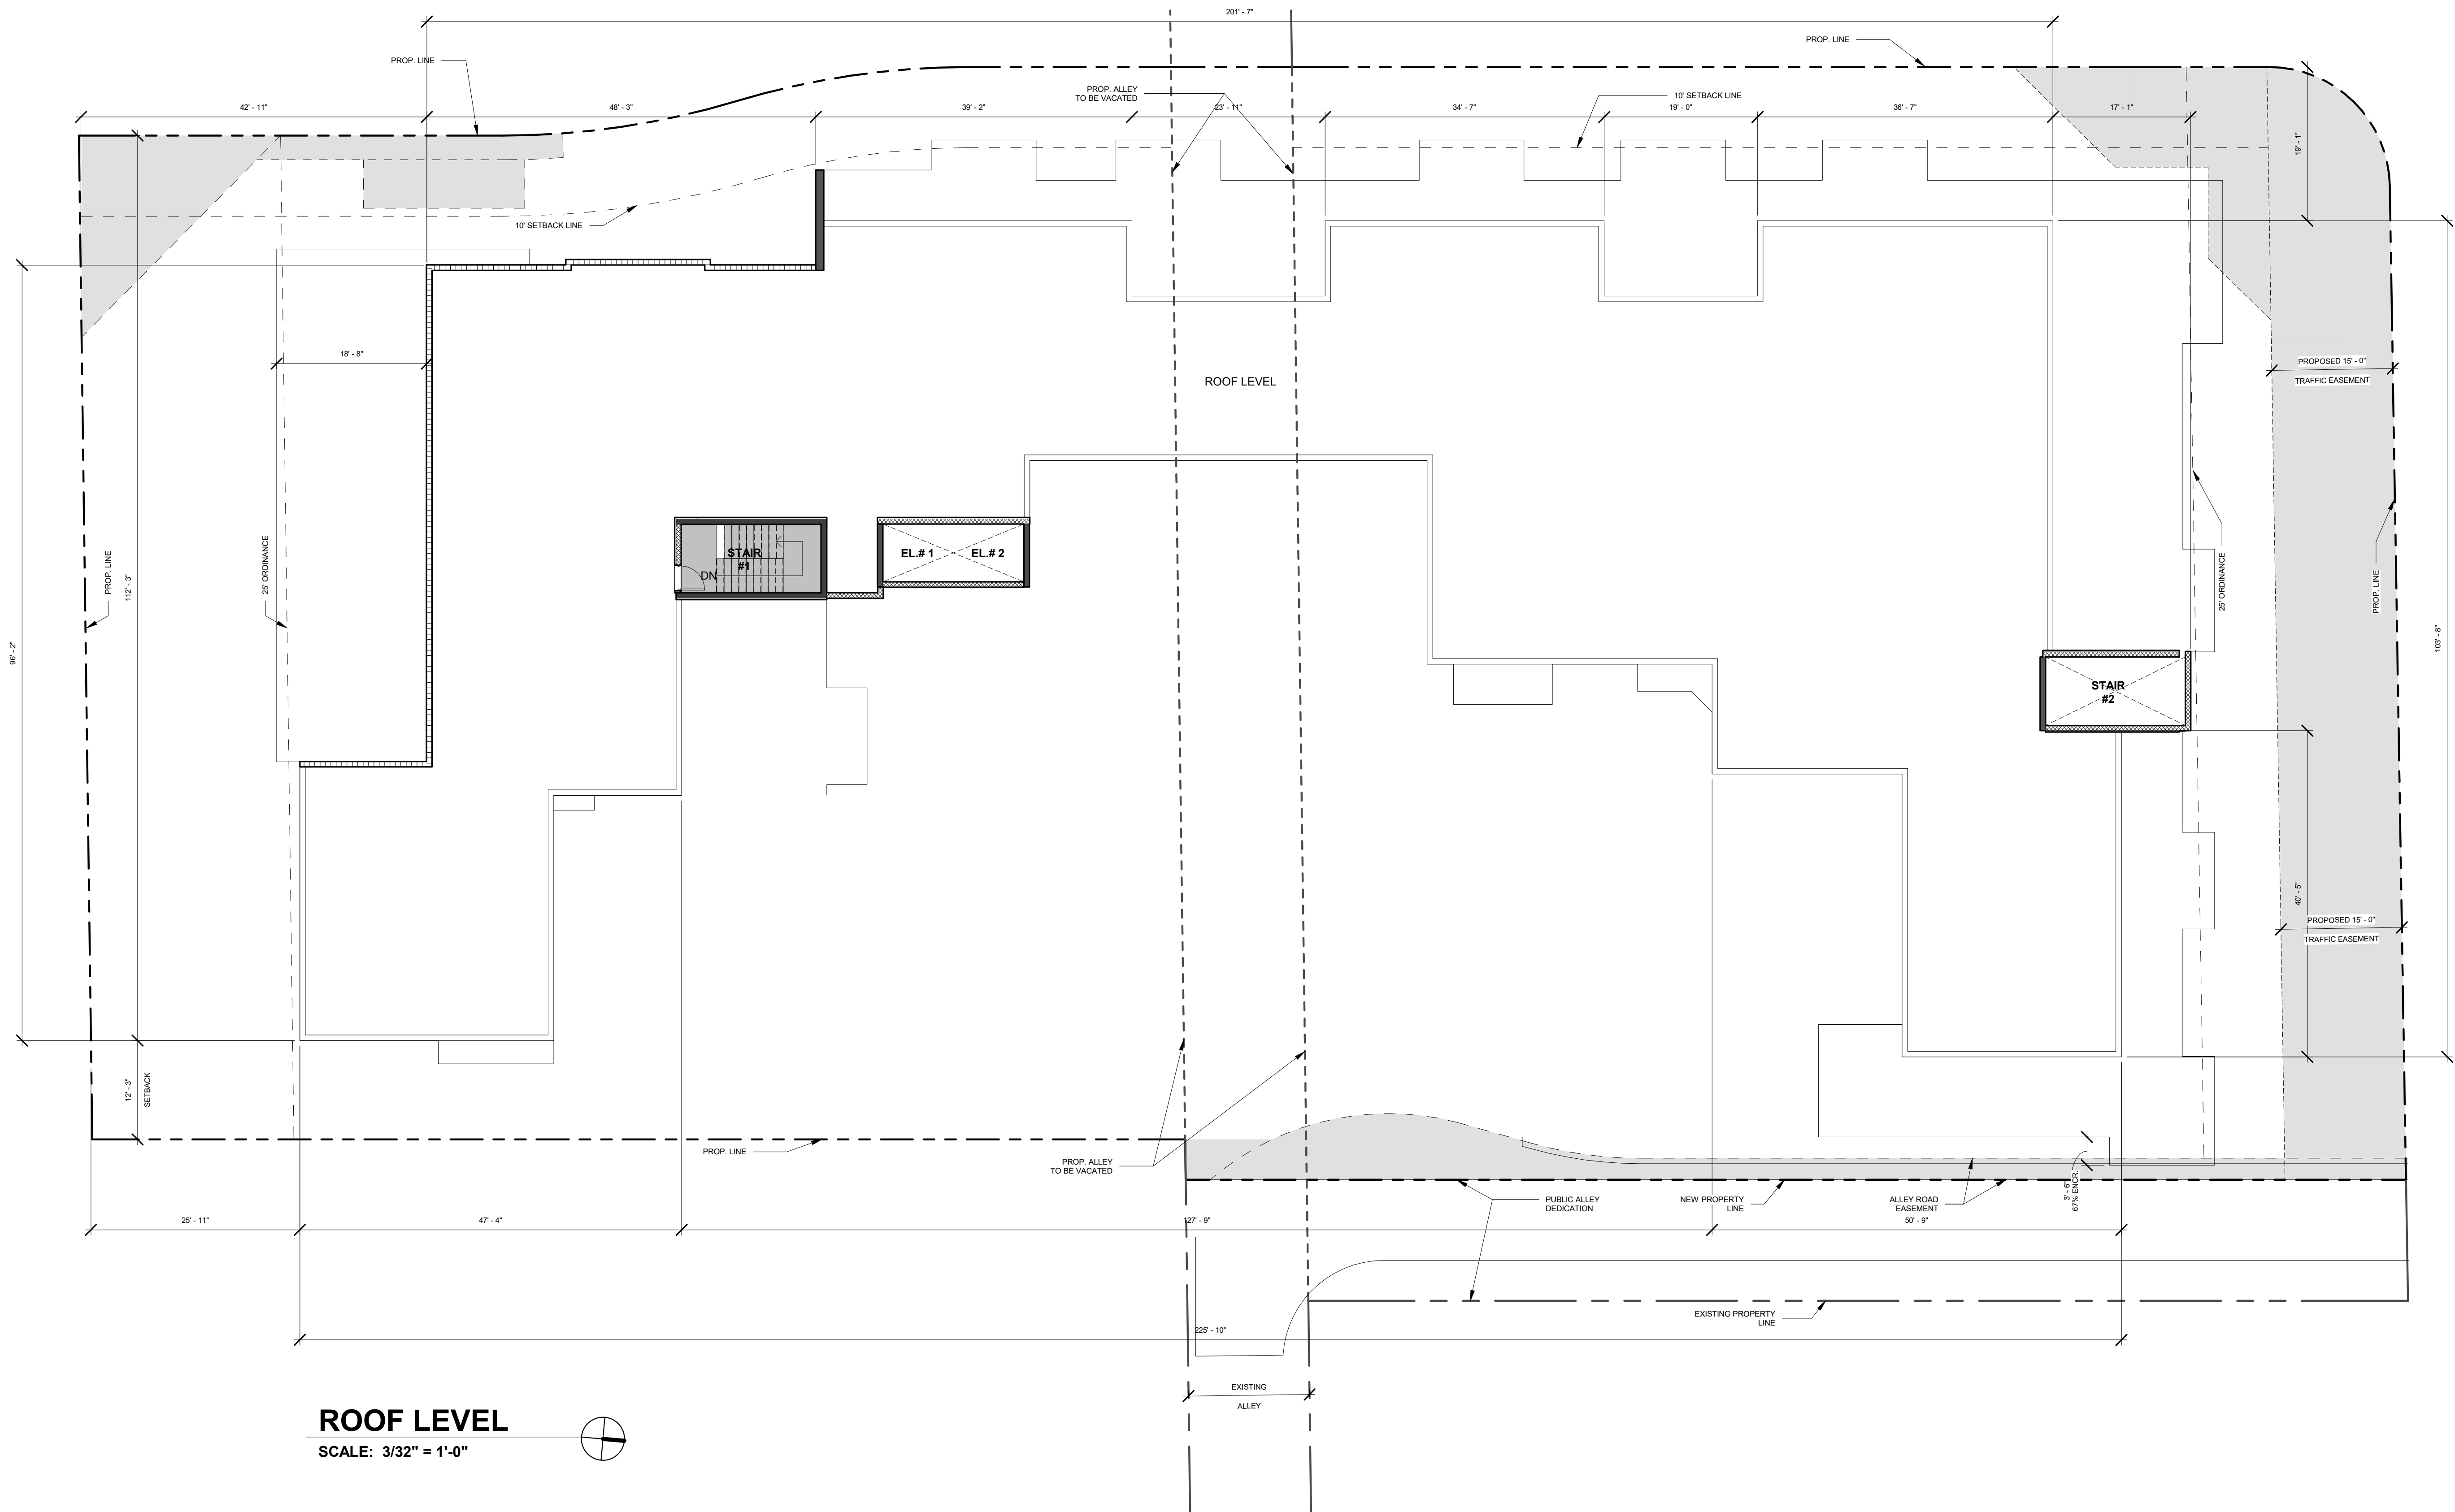 201' - 7"
PROP. LINE
PROP. LINE
42' - 11"
48' - 3"
39' - 2"
PROP. ALLEY
TO BE VACATED
23' - 11"
34' - 7"
10' SETBACK LINE
19' - 0"
36' - 7"
17' - 1"
19' - 1"
10' SETBACK LINE
18' - 8"
ROOF LEVEL
PROPOSED 15' - 0"
TRAFFIC EASEMENT
PROP. LINE
112' - 3"
25' ORDINANCE
96' - 2"
STAIR
#1
DN
EL.# 1
EL.# 2
25' ORDINANCE
PROP. LINE
103' - 8"
STAIR
#2
40' - 5"
PROPOSED 15' - 0"
TRAFFIC EASEMENT
12' - 3"
SETBACK
PROP. LINE
PROP. ALLEY
TO BE VACATED
PUBLIC ALLEY
DEDICATION
NEW PROPERTY
LINE
ALLEY ROAD
EASEMENT
3' - 6"
67% ENCR.
25' - 11"
47' - 4"
127' - 9"
50' - 9"
EXISTING PROPERTY
LINE
225' - 10"
EXISTING
ALLEY
ROOF LEVEL
SCALE: 3/32" = 1'-0"